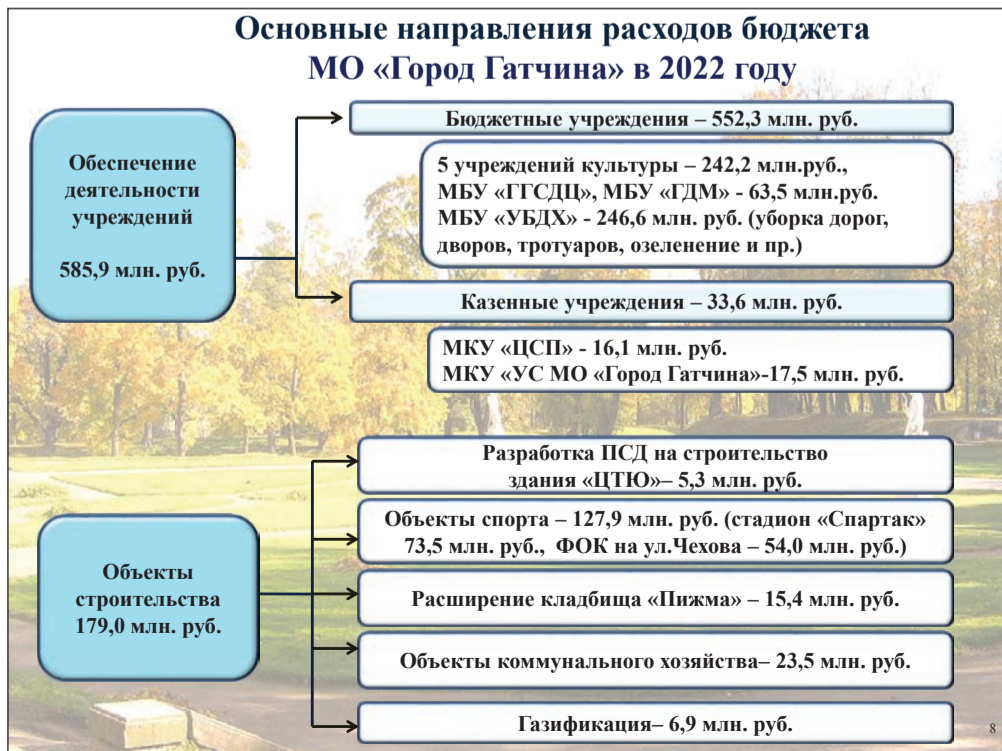 Основные направления расходов бюджета
МО «Город Гатчина» в 2022 году
Обеспечение
деятельности
учреждений
585,9 млн. руб.
Бюджетные учреждения – 552,3 млн. руб.
5 учреждений культуры – 242,2 млн.руб.,
МБУ «ГГСДЦ», МБУ «ГДМ» - 63,5 млн.руб.
МБУ «УБДХ» - 246,6 млн. руб. (уборка дорог,
дворов, тротуаров, озеленение и пр.)
Казенные учреждения – 33,6 млн. руб.
МКУ «ЦСП» - 16,1 млн. руб.
МКУ «УС МО «Город Гатчина»-17,5 млн. руб.
Объекты
строительства
179,0 млн. руб.
Разработка ПСД на строительство
здания «ЦТЮ»– 5,3 млн. руб.
Объекты спорта – 127,9 млн. руб. (стадион «Спартак»
73,5 млн. руб., ФОК на ул.Чехова – 54,0 млн. руб.)
Расширение кладбища «Пижма» – 15,4 млн. руб.
Объекты коммунального хозяйства– 23,5 млн. руб.
Газификация– 6,9 млн. руб.
8